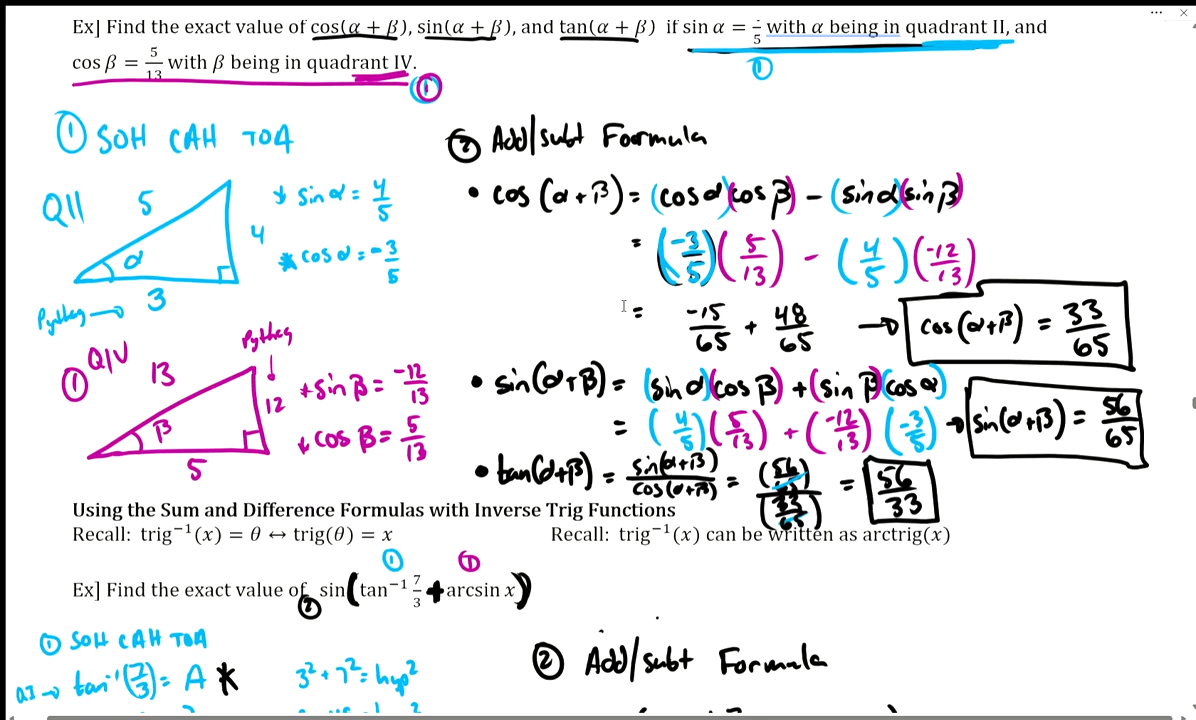 Ex] Find the exact value of cos(α + β), sin(α + β), and tan(α + β) if sin α = /5 with α being in quadrant II, and
cos β = 5/13 with β being in quadrant IV.
①
①
① SOH CAH TOA
QII
5
4
α
3
Pythag →
* sin α = 4/5
* cos α = -3/5
① QIV
13
Pythag
↓
12
β
5
* sin β = -12/13
* cos β = 5/13
② Add/subt Formula
• cos(α+β) = (cos α)(cos β) - (sin α)(sin β)
= (-3/5)(5/13) - (4/5)(-12/13)
= -15/65 + 48/65 → cos(α+β) = 33/65
• sin(α+β) = (sin α)(cos β) + (sin β)(cos α)
= (4/5)(5/13) + (-12/13)(-3/5) → sin(α+β) = 56/65
• tan(α+β) = sin(α+β)/cos(α+β) = (56/65)/(33/65) = 56/33
Using the Sum and Difference Formulas with Inverse Trig Functions
Recall: trig⁻¹(x) = θ ↔ trig(θ) = x Recall: trig⁻¹(x) can be written as arctrig(x)
① ①
Ex] Find the exact value of sin(tan⁻¹ 7/3 + arcsin x)
②
① SOH CAH TOA
Q.I → tan⁻¹(7/3) = A *
3² + 7² = hyp²
② Add/subt Formula